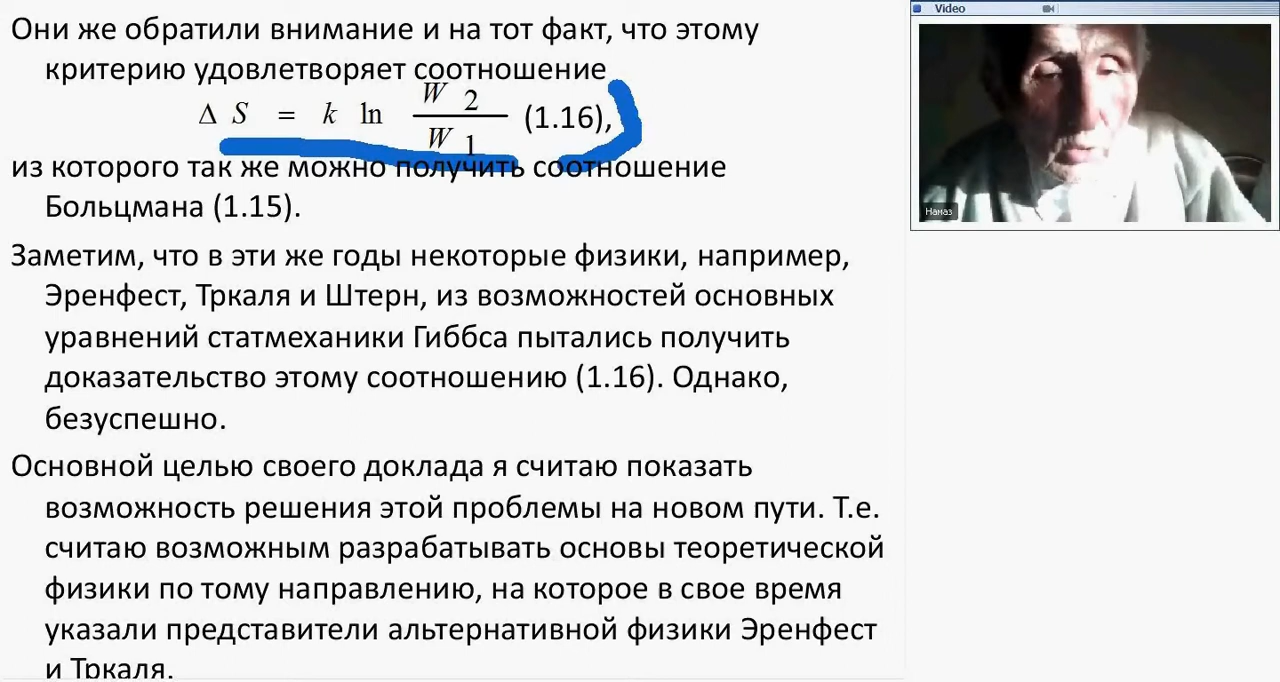 Они же обратили внимание и на тот факт, что этому
критерию удовлетворяет соотношение
Δ S = k ln W 2 / W 1 (1.16),
из которого так же можно получить соотношение
Больцмана (1.15).
Заметим, что в эти же годы некоторые физики, например,
Эренфест, Тркаля и Штерн, из возможностей основных
уравнений статмеханики Гиббса пытались получить
доказательство этому соотношению (1.16). Однако,
безуспешно.
Основной целью своего доклада я считаю показать
возможность решения этой проблемы на новом пути. Т.е.
считаю возможным разрабатывать основы теоретической
физики по тому направлению, на которое в свое время
указали представители альтернативной физики Эренфест
и Тркаля.
Video
Намаз